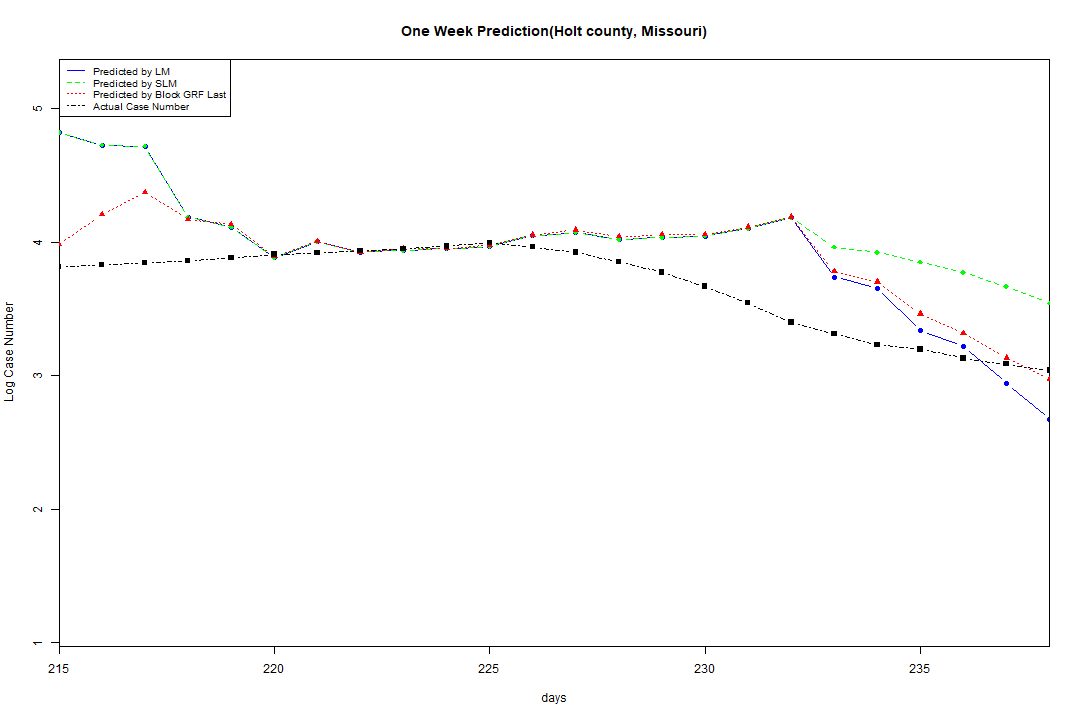 One Week Prediction(Holt county, Missouri)
Predicted by LM
Predicted by SLM
Predicted by Block GRF Last
Actual Case Number
5
4
3
2
1
Log Case Number
215 220 225 230 235
days